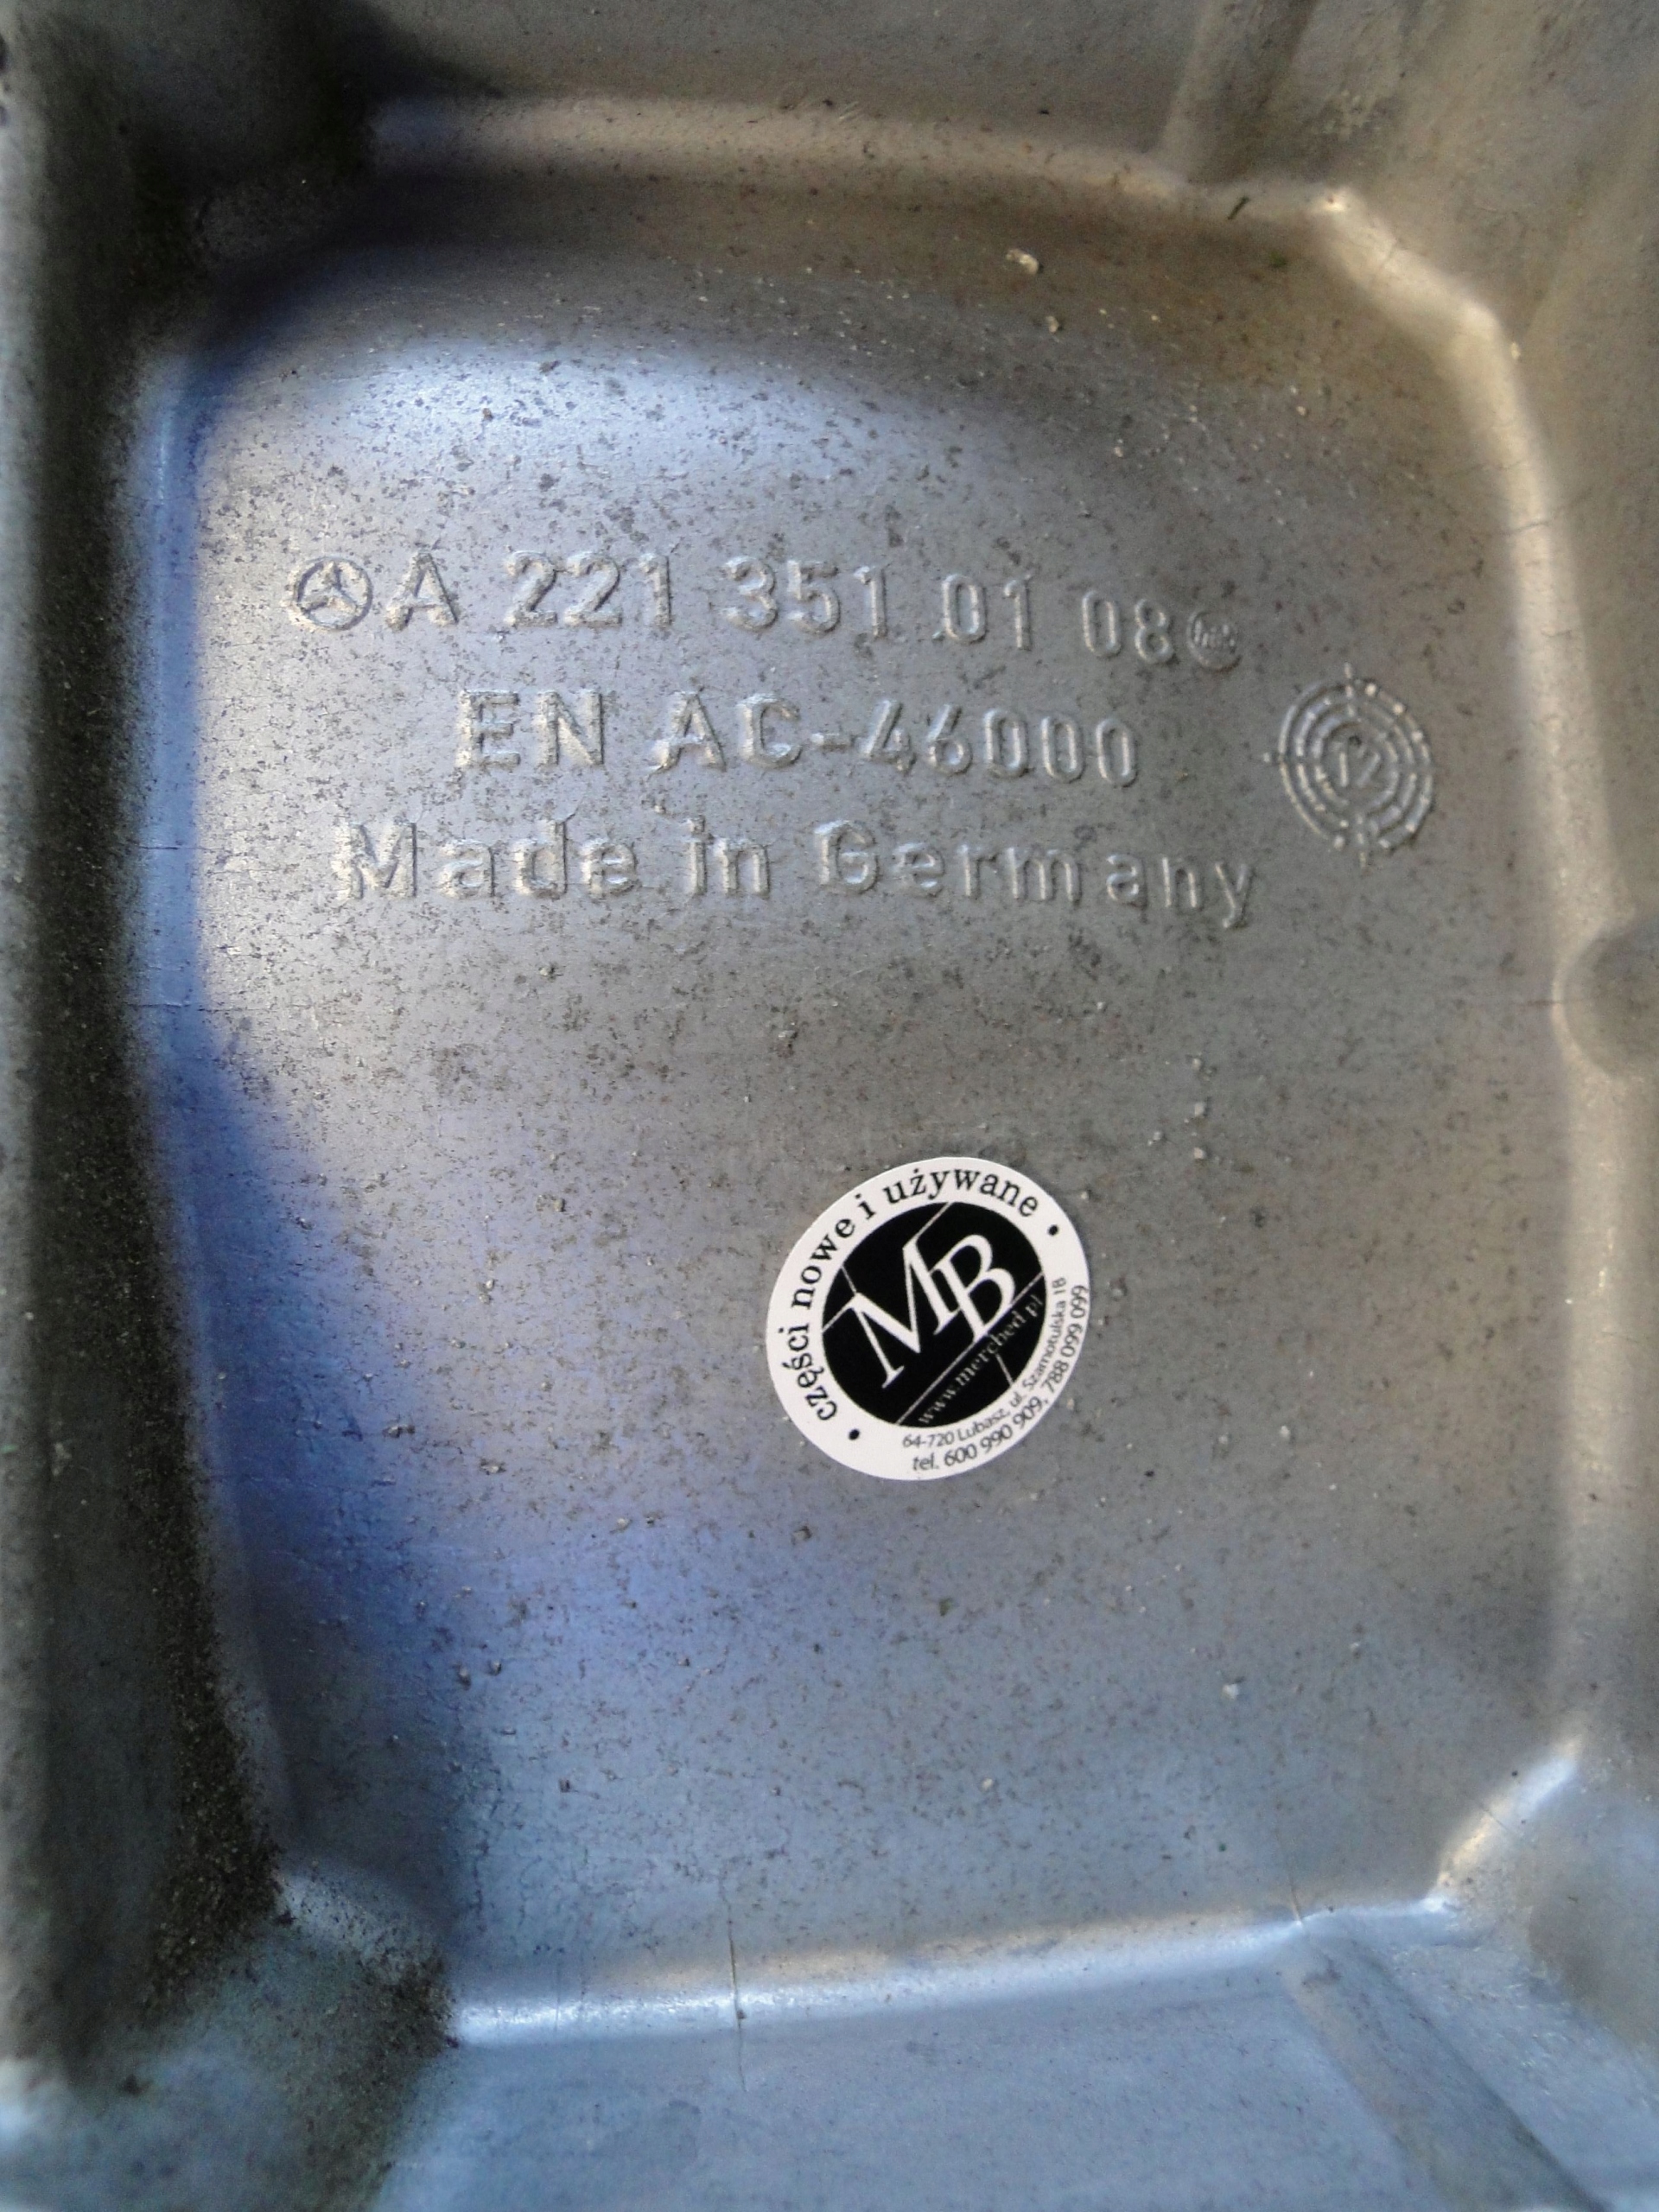 A 221 351 01 08
EN AC-46000
12
Made in Germany
części nowe i używane
MB
www.merched.pl
64-720 Lubasz, ul. Szamotulska 18
tel. 600 990 909, 788 099 099